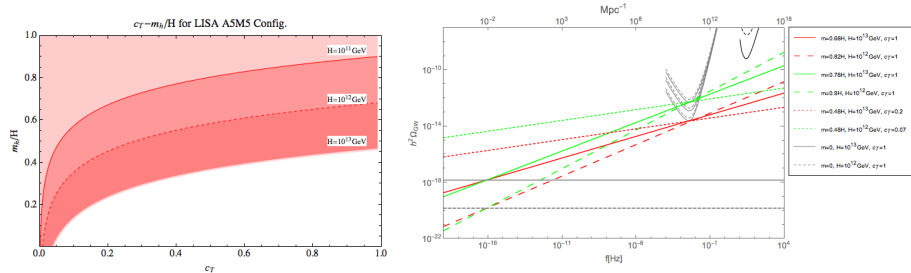 c_T-m_h/H for LISA A5M5 Config.
1.0
0.8
0.6
0.4
0.2
m_h/H
H=10^11 GeV
H=10^12 GeV
H=10^13 GeV
0.0 0.2 0.4 0.6 0.8 1.0
c_T
Mpc^-1
10^-2 10^3 10^8 10^13 10^18
10^-10
10^-14
10^-18
10^-22
h^2 Ω_GW
10^-16 10^-11 10^-6 10^-1 10^4
f[Hz]
m=0.68H, H=10^13 GeV, c_T=1
m=0.82H, H=10^12 GeV, c_T=1
m=0.78H, H=10^13 GeV, c_T=1
m=0.9H, H=10^12 GeV, c_T=1
m=0.48H, H=10^13 GeV, c_T=0.2
m=0.48H, H=10^12 GeV, c_T=0.07
m=0, H=10^13 GeV, c_T=1
m=0, H=10^12 GeV, c_T=1